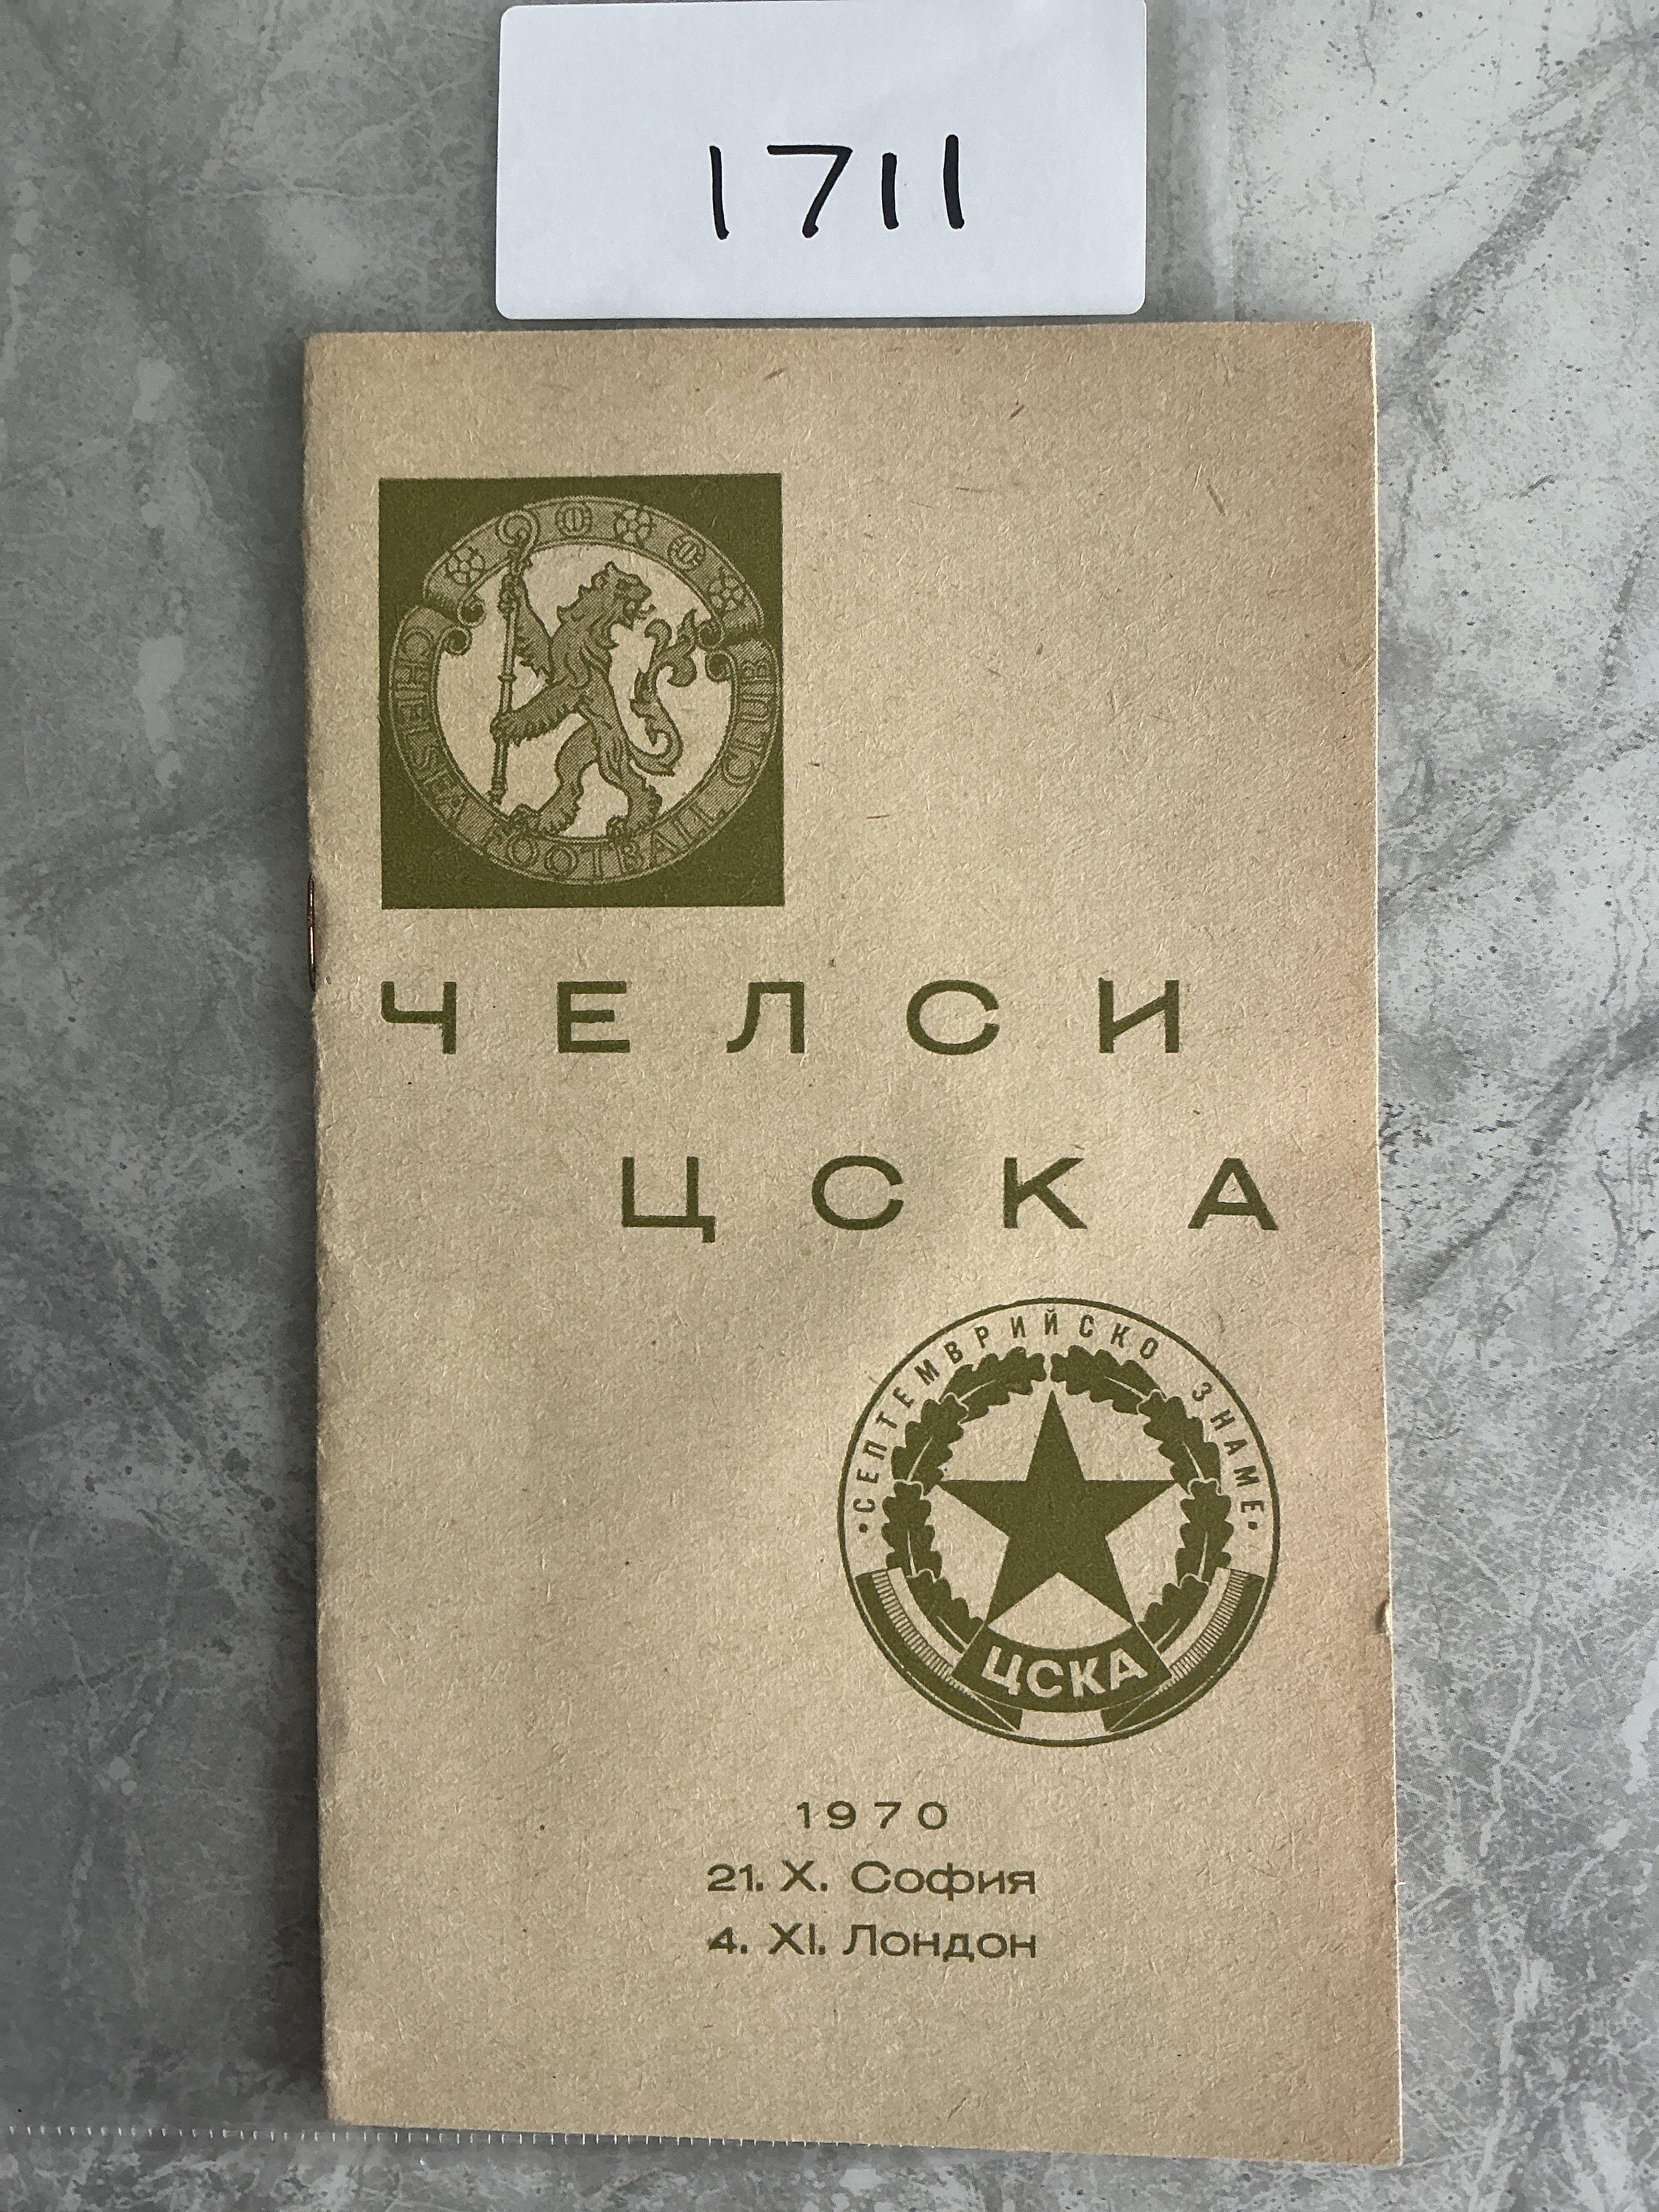 1711
CHELSEA FOOTBALL CLUB
ЧЕЛСИ
ЦСКА
•СЕПТЕМВРИЙСКО ЗНАМЕ•
ЦСКА
1970
21. X. София
4. XI. Лондон